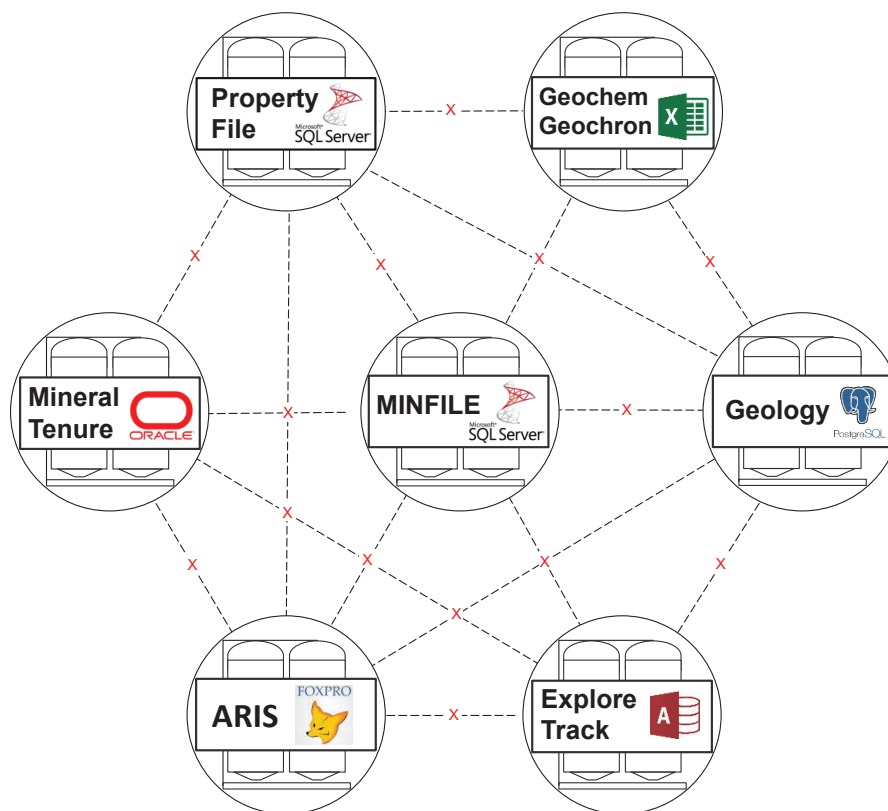 Property
File
Microsoft®
SQL Server®
Geochem
Geochron
X
X
X
X
X
X
Mineral
Tenure
ORACLE
X
MINFILE
Microsoft®
SQL Server®
X
Geology
PostgreSQL
X
X
X
X
X
X
ARIS
FOXPRO
X
Explore
Track
A